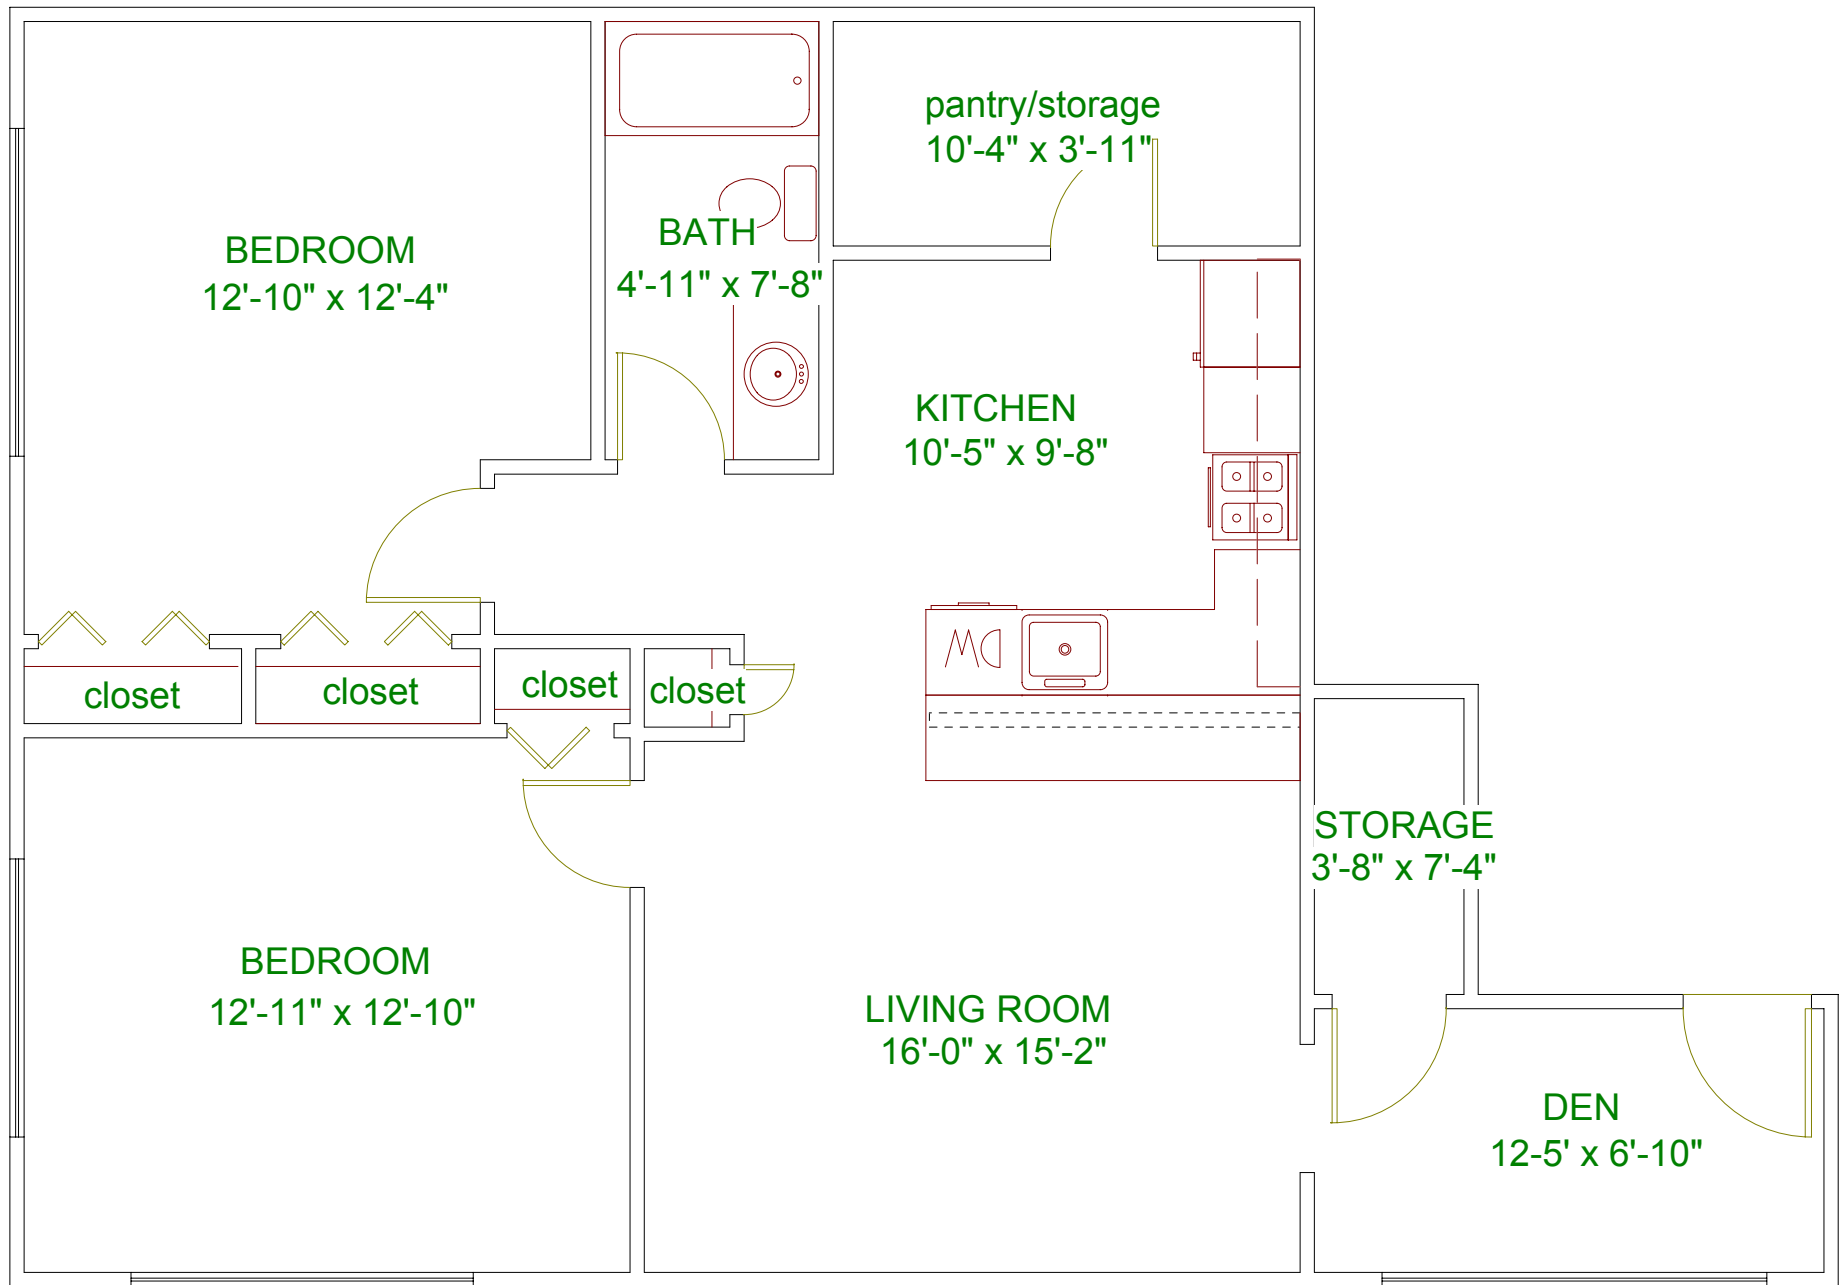 pantry/storage
10'-4" x 3'-11"
BEDROOM
12'-10" x 12'-4"
BATH
4'-11" x 7'-8"
KITCHEN
10'-5" x 9'-8"
DW
closet
closet
closet
closet
STORAGE
3'-8" x 7'-4"
BEDROOM
12'-11" x 12'-10"
LIVING ROOM
16'-0" x 15'-2"
DEN
12-5' x 6'-10"